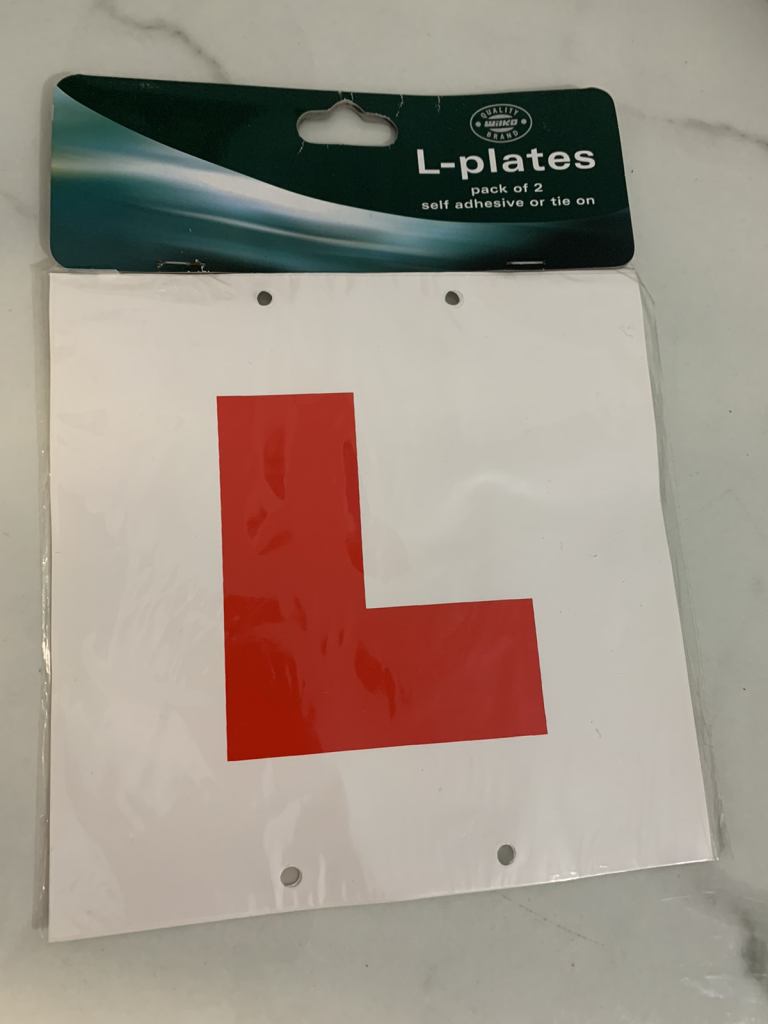 QUALITY
wilko
BRAND
L-plates
pack of 2
self adhesive or tie on
L